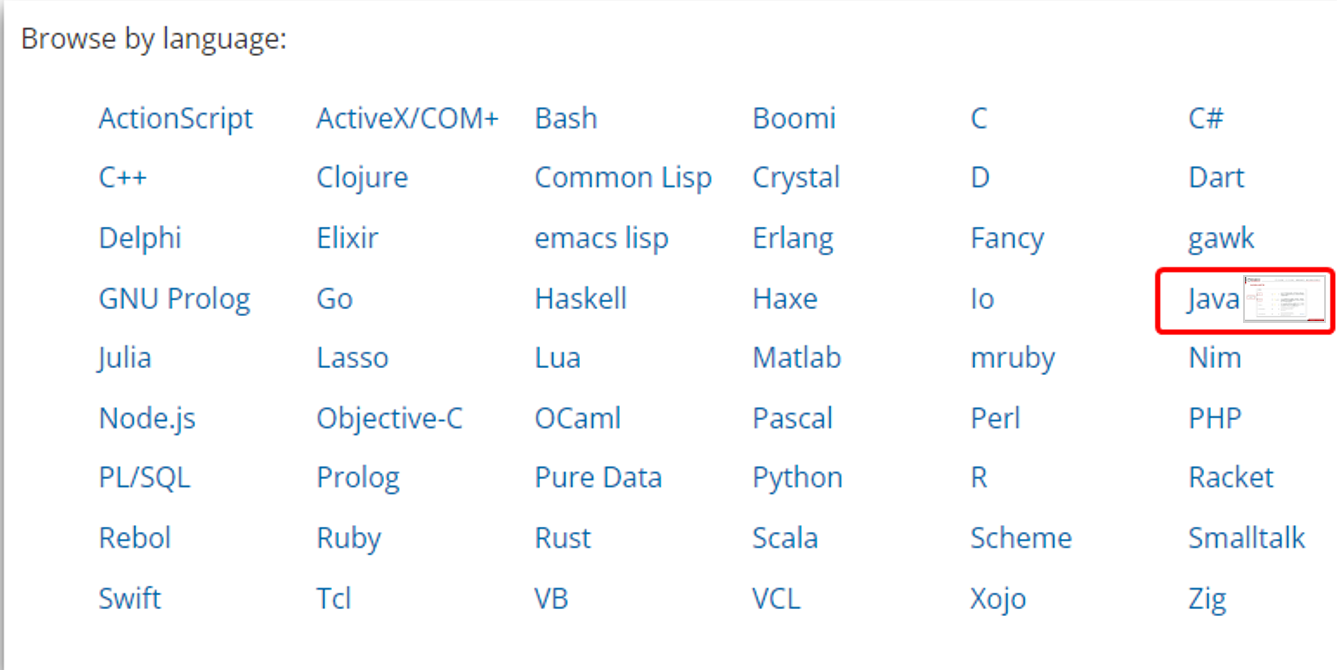 Browse by language:
ActionScript ActiveX/COM+ Bash Boomi C C#
C++ Clojure Common Lisp Crystal D Dart
Delphi Elixir emacs lisp Erlang Fancy gawk
GNU Prolog Go Haskell Haxe Io Java
Julia Lasso Lua Matlab mruby Nim
Node.js Objective-C OCaml Pascal Perl PHP
PL/SQL Prolog Pure Data Python R Racket
Rebol Ruby Rust Scala Scheme Smalltalk
Swift Tcl VB VCL Xojo Zig